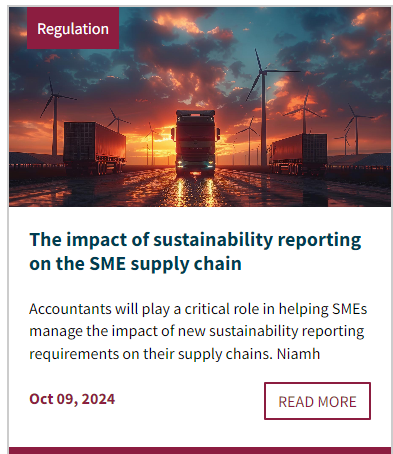 Regulation
The impact of sustainability reporting
on the SME supply chain
Accountants will play a critical role in helping SMEs
manage the impact of new sustainability reporting
requirements on their supply chains. Niamh
Oct 09, 2024
READ MORE